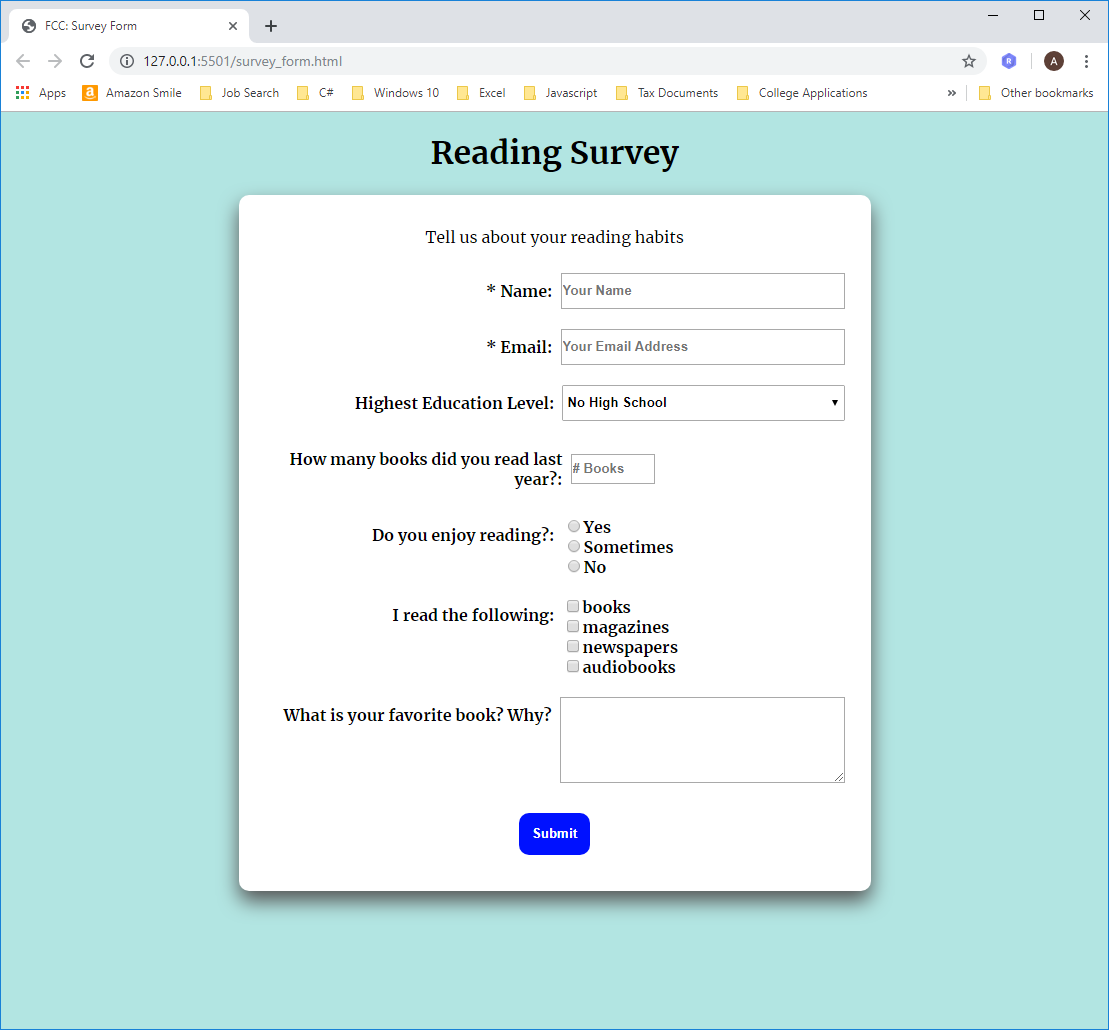 FCC: Survey Form
127.0.0.1:5501/survey_form.html
R
A
Apps
a
Amazon Smile
Job Search
C#
Windows 10
Excel
Javascript
Tax Documents
College Applications
»
Other bookmarks
Reading Survey
Tell us about your reading habits
* Name:
Your Name
* Email:
Your Email Address
Highest Education Level:
No High School
How many books did you read last
year?:
# Books
Do you enjoy reading?:
Yes
Sometimes
No
I read the following:
books
magazines
newspapers
audiobooks
What is your favorite book? Why?
Submit